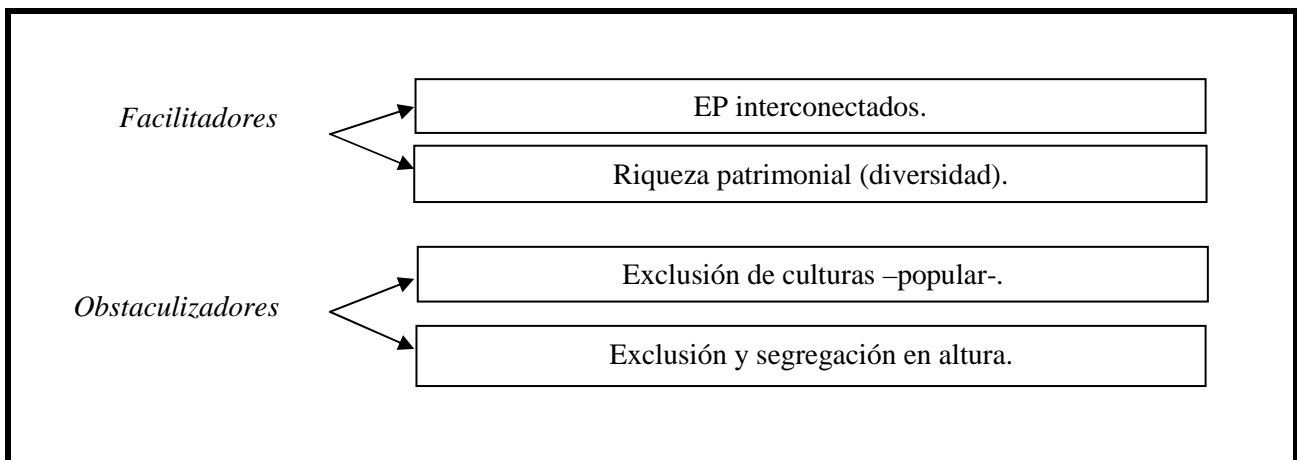 Facilitadores
EP interconectados.
Riqueza patrimonial (diversidad).
Obstaculizadores
Exclusión de culturas –popular-.
Exclusión y segregación en altura.